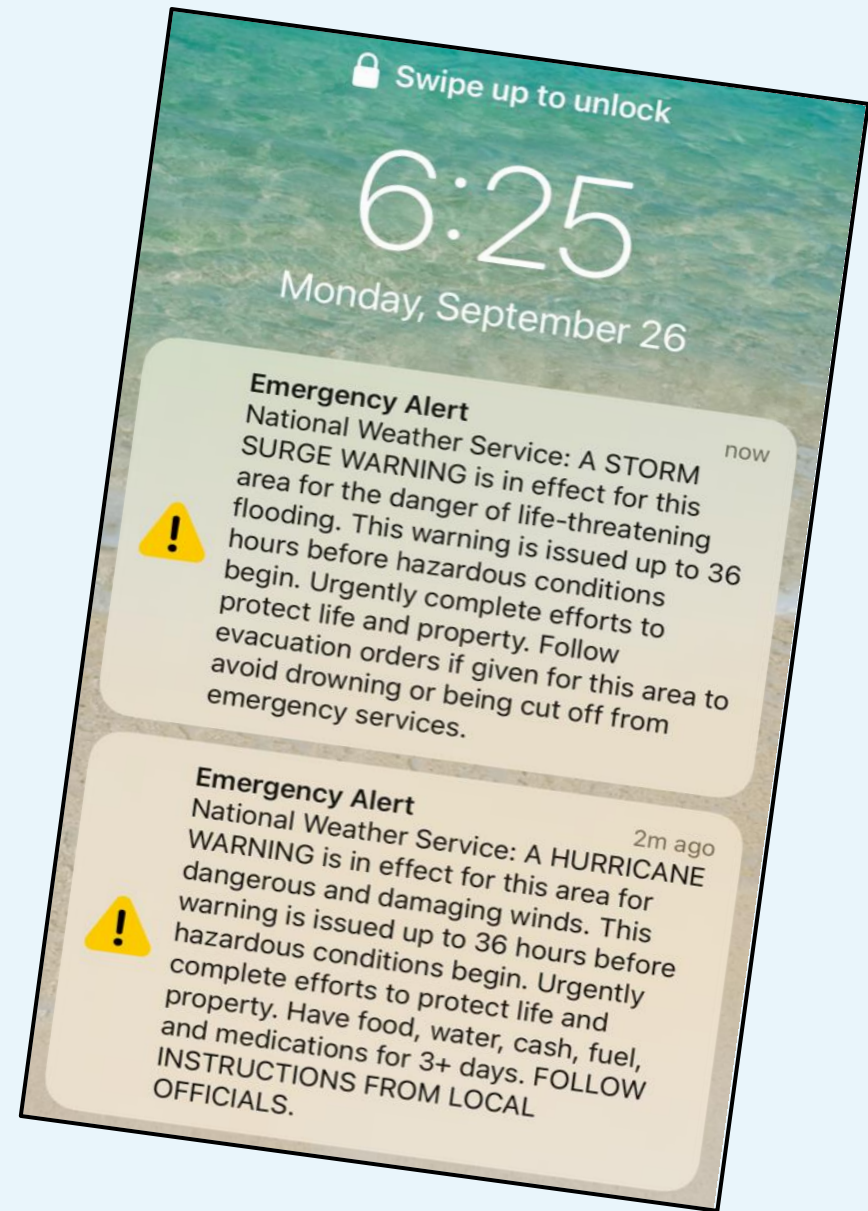 Swipe up to unlock
6:25
Monday, September 26
Emergency Alert
now
National Weather Service: A STORM
SURGE WARNING is in effect for this
area for the danger of life-threatening
flooding. This warning is issued up to 36
hours before hazardous conditions
begin. Urgently complete efforts to
protect life and property. Follow
evacuation orders if given for this area to
avoid drowning or being cut off from
emergency services.
Emergency Alert
2m ago
National Weather Service: A HURRICANE
WARNING is in effect for this area for
dangerous and damaging winds. This
warning is issued up to 36 hours before
hazardous conditions begin. Urgently
complete efforts to protect life and
property. Have food, water, cash, fuel,
and medications for 3+ days. FOLLOW
INSTRUCTIONS FROM LOCAL
OFFICIALS.